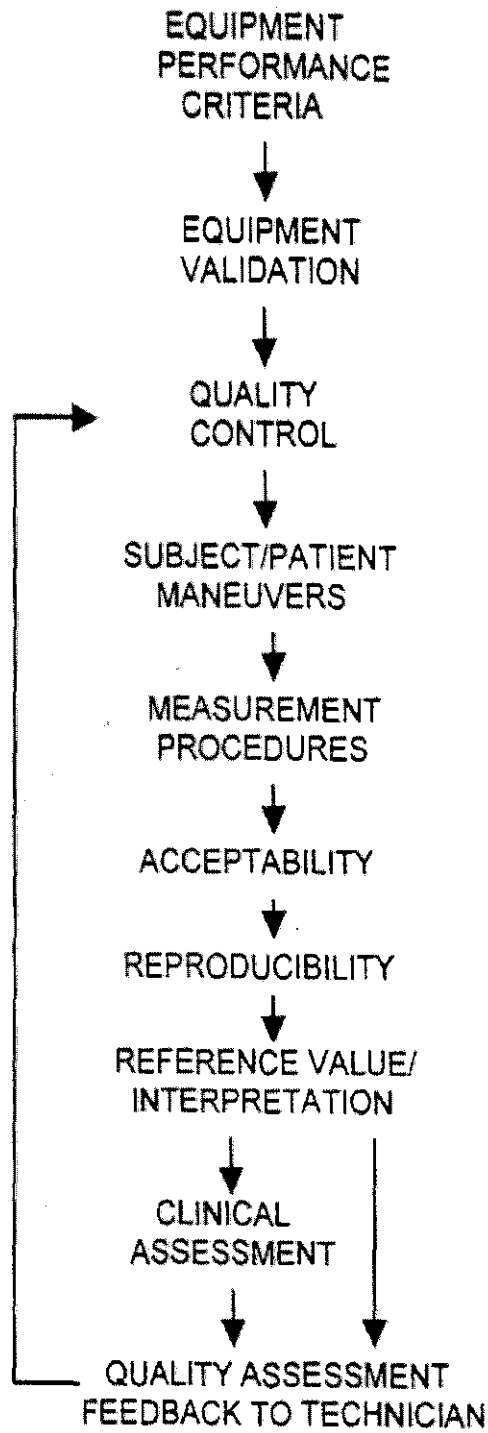 EQUIPMENT
PERFORMANCE
CRITERIA
EQUIPMENT
VALIDATION
QUALITY
CONTROL
SUBJECT/PATIENT
MANEUVERS
MEASUREMENT
PROCEDURES
ACCEPTABILITY
REPRODUCIBILITY
REFERENCE VALUE/
INTERPRETATION
CLINICAL
ASSESSMENT
QUALITY ASSESSMENT
FEEDBACK TO TECHNICIAN